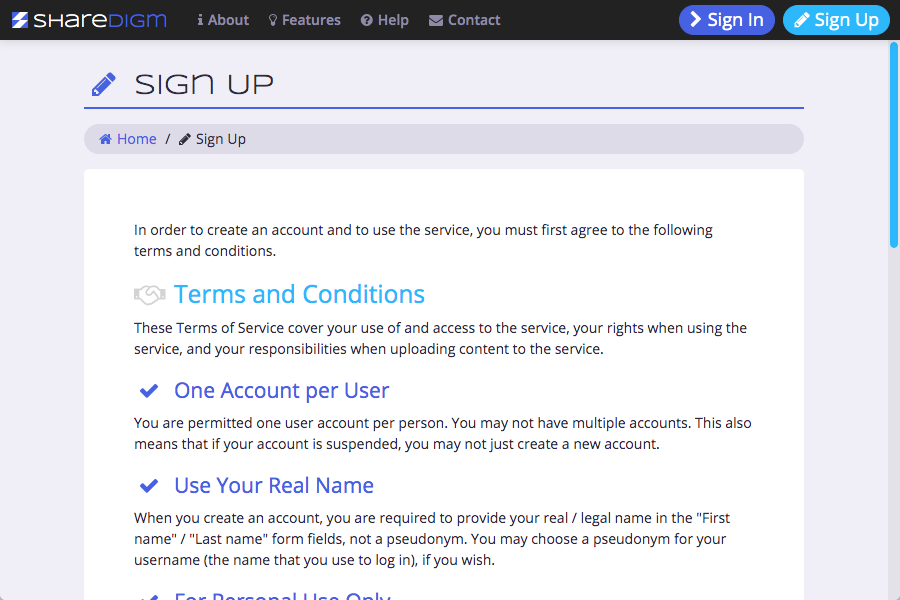 SHAREDIGM About Features Help Contact Sign In Sign Up
SIGN UP
Home / Sign Up
In order to create an account and to use the service, you must first agree to the following
terms and conditions.
Terms and Conditions
These Terms of Service cover your use of and access to the service, your rights when using the
service, and your responsibilities when uploading content to the service.
One Account per User
You are permitted one user account per person. You may not have multiple accounts. This also
means that if your account is suspended, you may not just create a new account.
Use Your Real Name
When you create an account, you are required to provide your real / legal name in the "First
name" / "Last name" form fields, not a pseudonym. You may choose a pseudonym for your
username (the name that you use to log in), if you wish.
For Personal Use Only